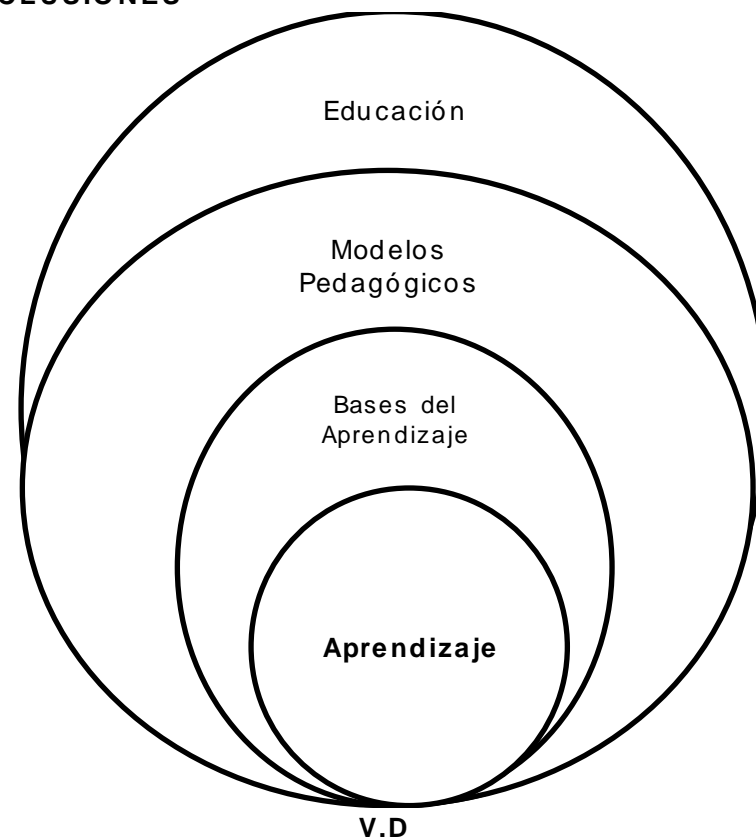 Educación
Modelos
Pedagógicos
Bases del
Aprendizaje
Aprendizaje
V.D